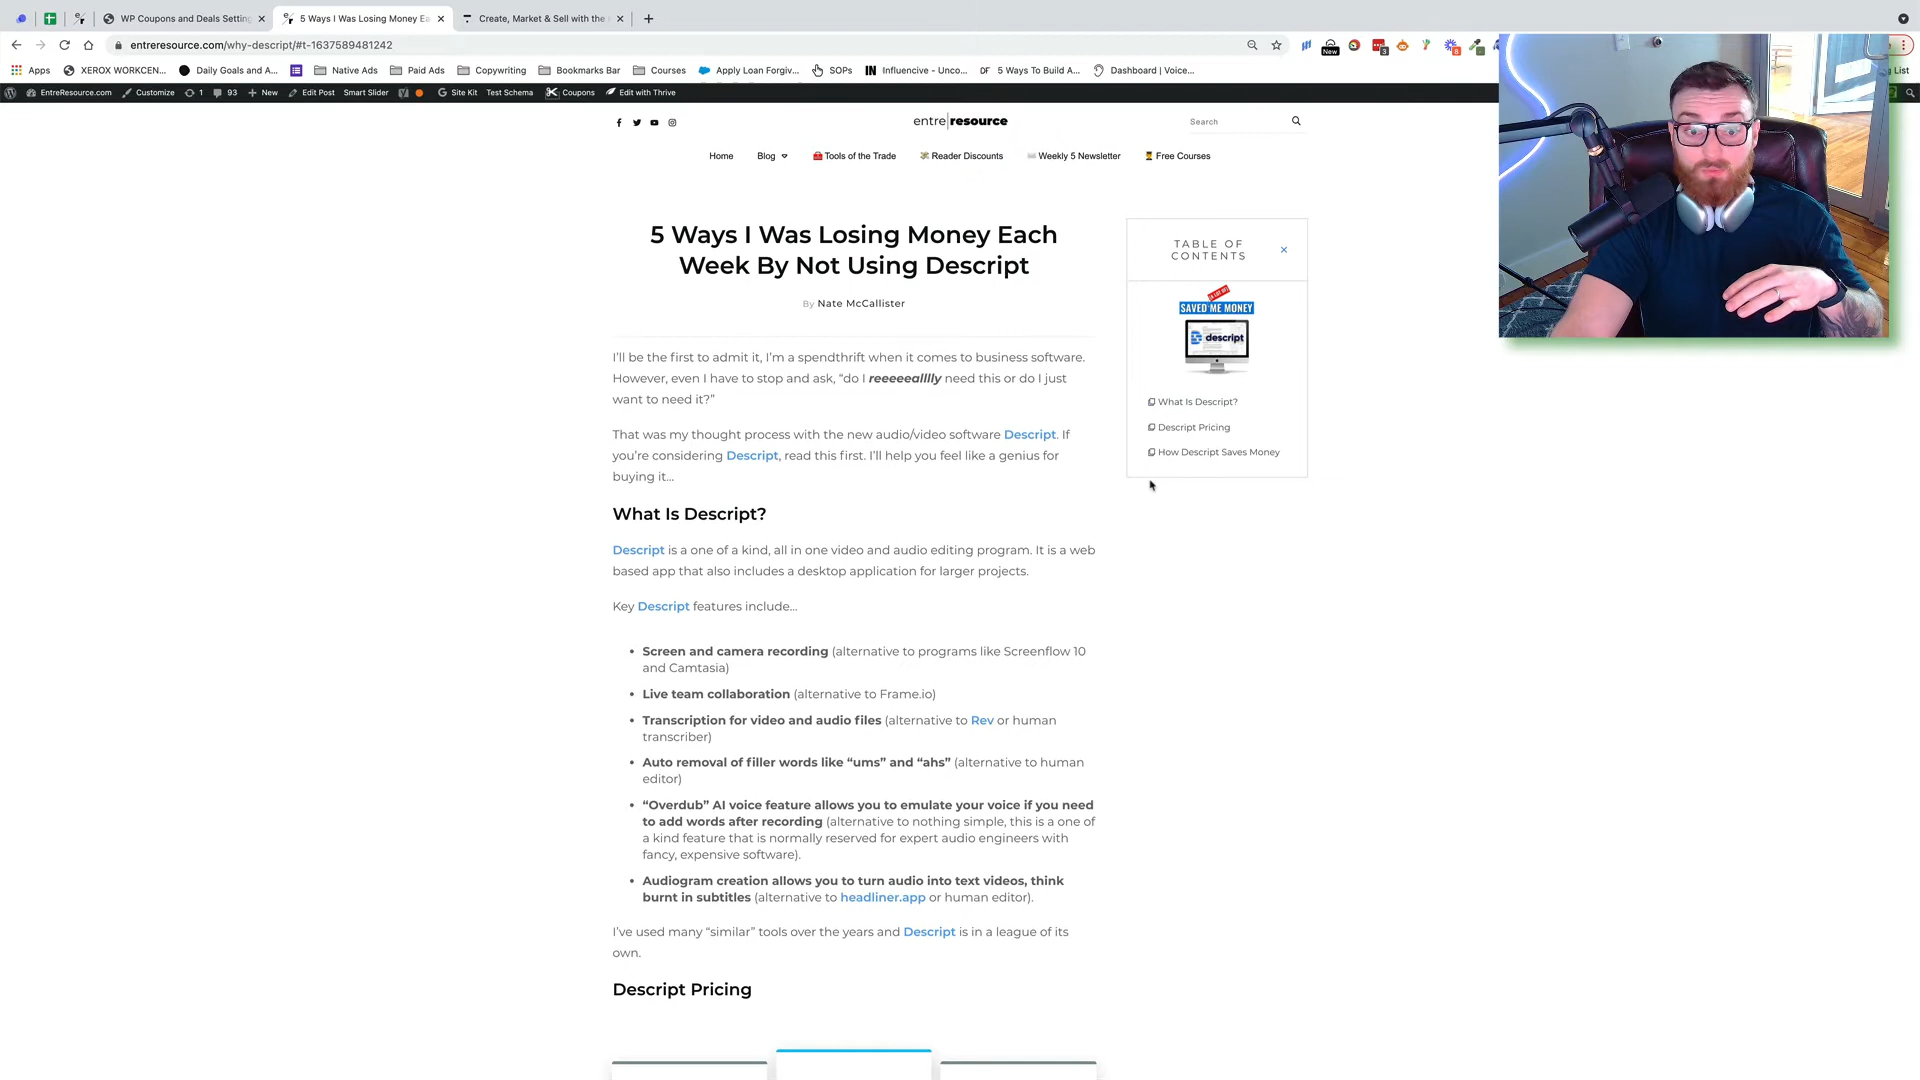 WP Coupons and Deals Setting
5 Ways I Was Losing Money Ea
Create, Market & Sell with the
entreresource.com/why-descript/#t-1637589481242
New
Apps
XEROX WORKCEN...
Daily Goals and A...
Native Ads
Paid Ads
Copywriting
Bookmarks Bar
Courses
Apply Loan Forgiv...
SOPs
Influencive - Unco...
5 Ways To Build A...
Dashboard | Voice...
List
EntreResource.com
Customize
1
93
New
Edit Post
Smart Slider
Site Kit
Test Schema
Coupons
Edit with Thrive
entre|resource
Search
Home
Blog
Tools of the Trade
Reader Discounts
Weekly 5 Newsletter
Free Courses
5 Ways I Was Losing Money Each
Week By Not Using Descript
By Nate McCallister
I'll be the first to admit it, I'm a spendthrift when it comes to business software.
However, even I have to stop and ask, “do I reeeeealllly need this or do I just
want to need it?”
That was my thought process with the new audio/video software Descript. If
you're considering Descript, read this first. I'll help you feel like a genius for
buying it...
What Is Descript?
Descript is a one of a kind, all in one video and audio editing program. It is a web
based app that also includes a desktop application for larger projects.
Key Descript features include...
• Screen and camera recording (alternative to programs like Screenflow 10
and Camtasia)
• Live team collaboration (alternative to Frame.io)
• Transcription for video and audio files (alternative to Rev or human
transcriber)
• Auto removal of filler words like “ums” and “ahs” (alternative to human
editor)
• “Overdub” AI voice feature allows you to emulate your voice if you need
to add words after recording (alternative to nothing simple, this is a one of
a kind feature that is normally reserved for expert audio engineers with
fancy, expensive software).
• Audiogram creation allows you to turn audio into text videos, think
burnt in subtitles (alternative to headliner.app or human editor).
I've used many “similar” tools over the years and Descript is in a league of its
own.
Descript Pricing
TABLE OF
CONTENTS
SAVED ME MONEY
descript
What Is Descript?
Descript Pricing
How Descript Saves Money